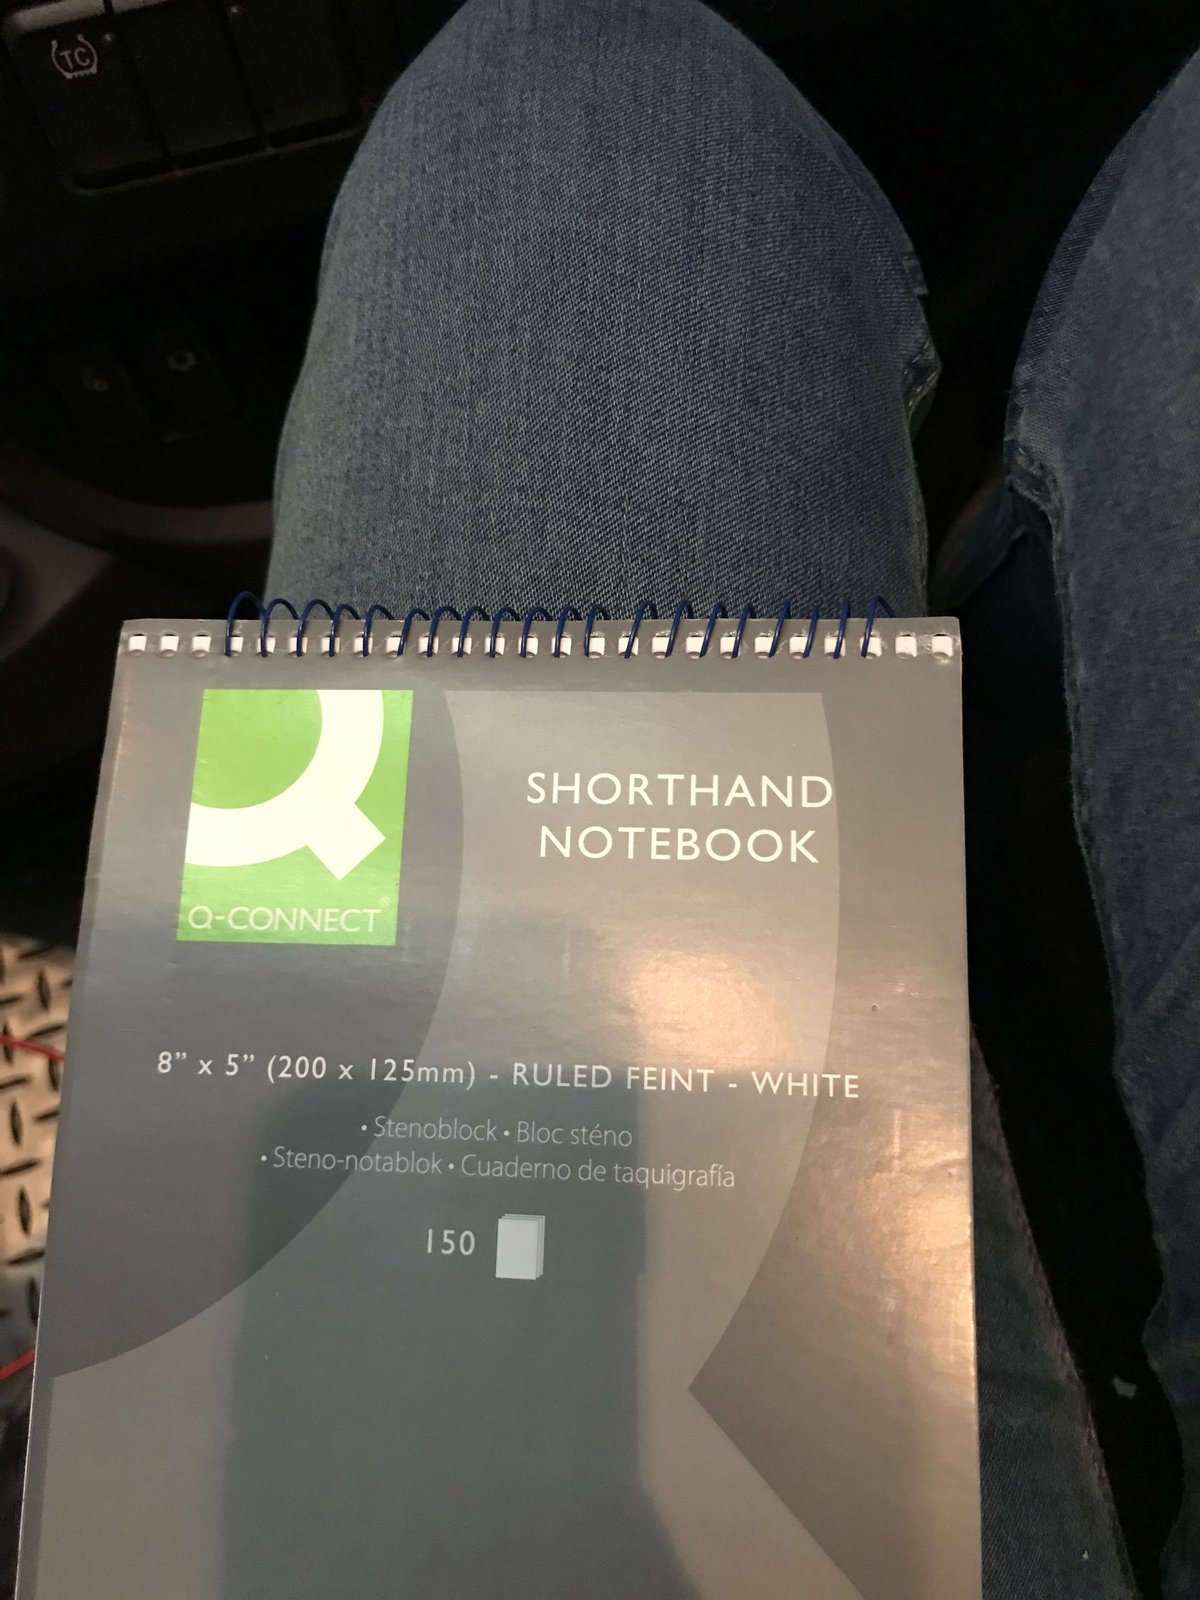 TC
SHORTHAND
NOTEBOOK
Q-CONNECT®
8” x 5” (200 x 125mm) - RULED FEINT - WHITE
• Stenoblock • Bloc sténo
• Steno-notablok • Cuaderno de taquigrafía
150